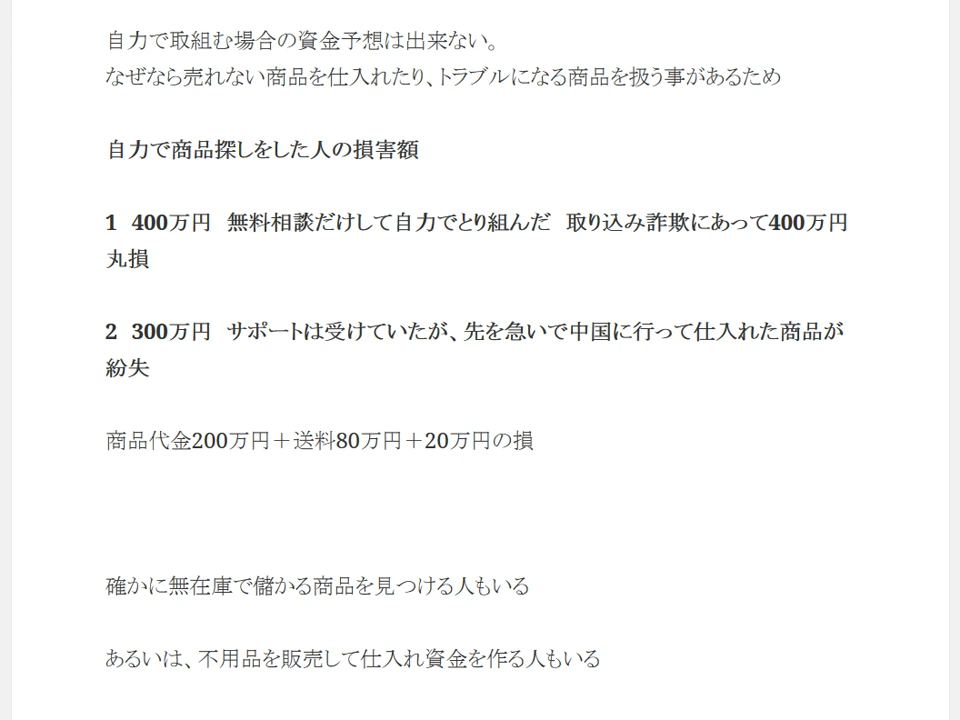 自力で取組む場合の資金予想は出来ない。
なぜなら売れない商品を仕入れたり、トラブルになる商品を扱う事があるため
自力で商品探しをした人の損害額
1　400万円　無料相談だけして自力でとり組んだ　取り込み詐欺にあって400万円
丸損
2　300万円　サポートは受けていたが、先を急いで中国に行って仕入れた商品が
紛失
商品代金200万円＋送料80万円＋20万円の損
確かに無在庫で儲かる商品を見つける人もいる
あるいは、不用品を販売して仕入れ資金を作る人もいる